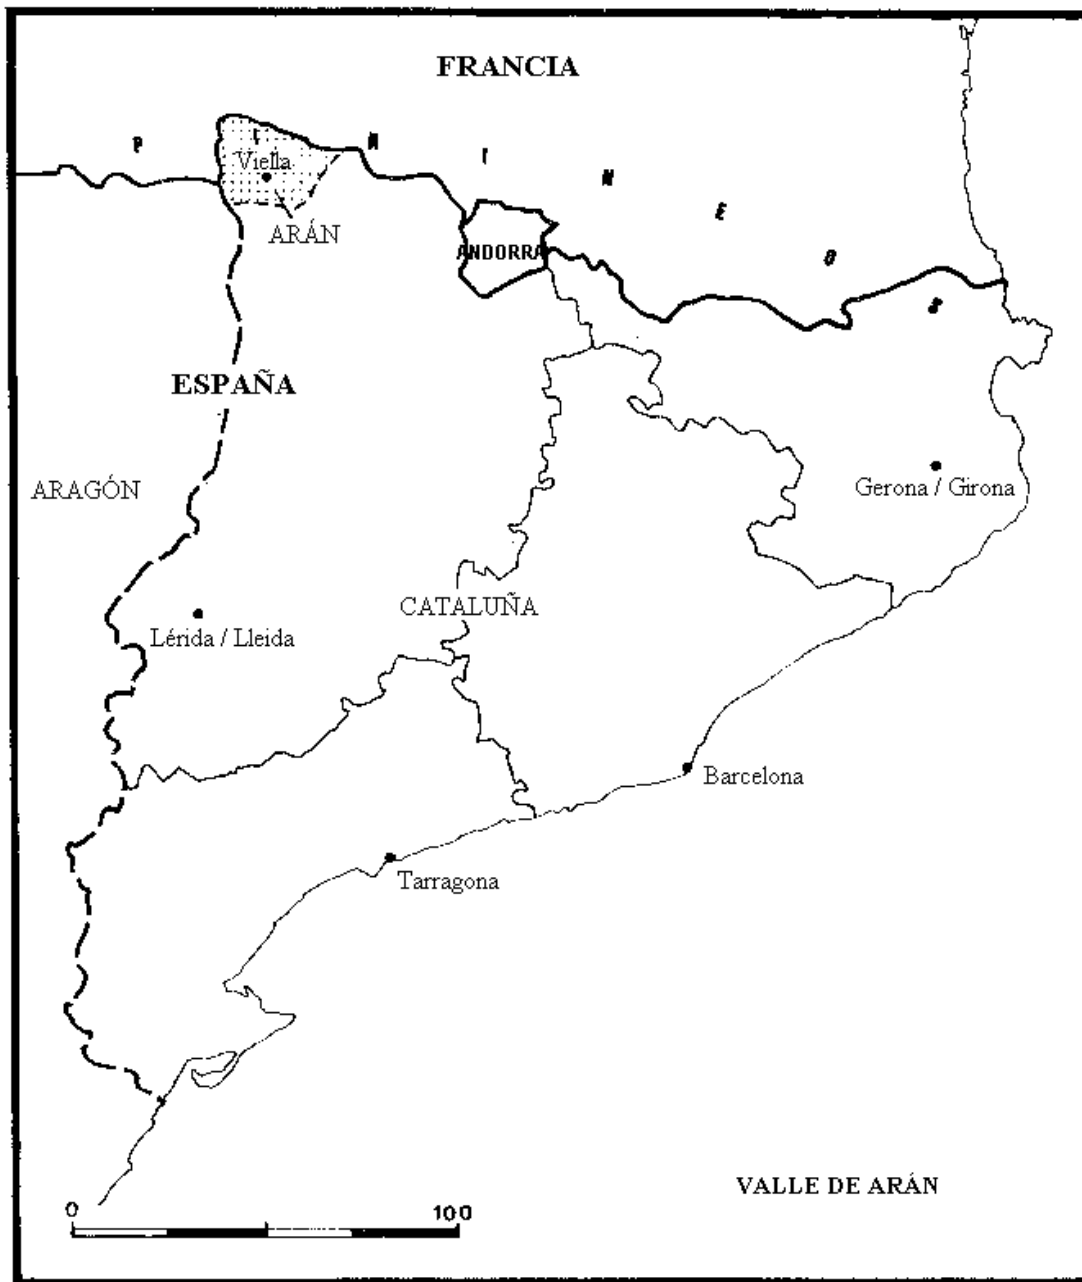 FRANCIA
P I R I N E O S
Viella
ARÁN
ANDORRA
ESPAÑA
ARAGÓN
Gerona / Girona
CATALUÑA
Lérida / Lleida
Barcelona
Tarragona
VALLE DE ARÁN
0 100